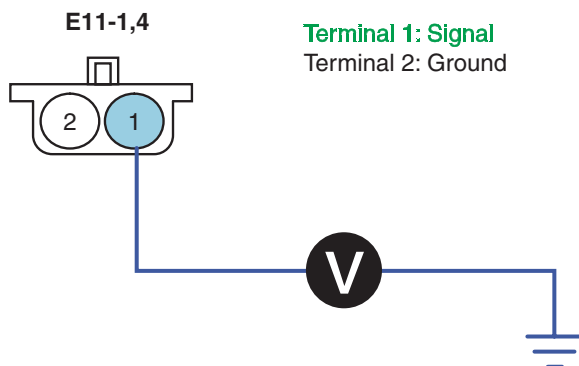 E11-1,4
Terminal 1: Signal
Terminal 2: Ground
2 1
V